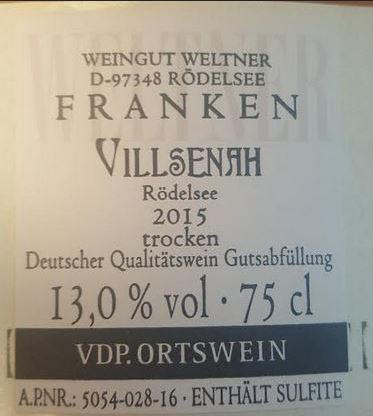 WEINGUT WELTNER
D-97348 RÖDELSEE
FRANKEN
VILLSENAH
Rödelsee
2015
trocken
Deutscher Qualitätswein Gutsabfüllung
13,0 % vol · 75 cl
VDP.ORTSWEIN
A.P.NR.: 5054-028-16 · ENTHÄLT SULFITE